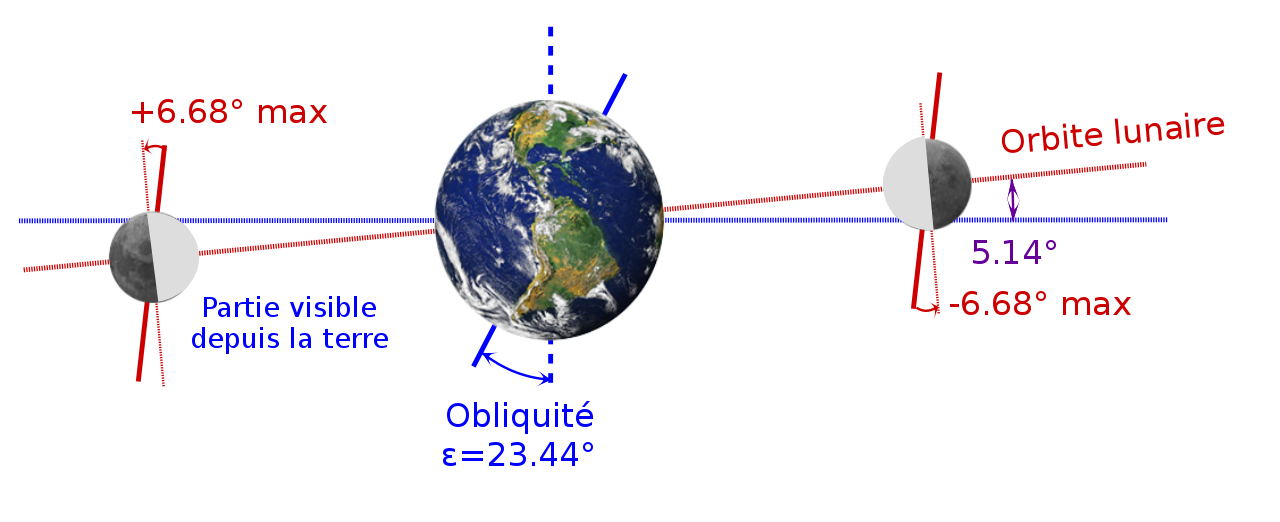 +6.68° max
Orbite lunaire
5.14°
-6.68° max
Partie visible
depuis la terre
Obliquité
ε=23.44°